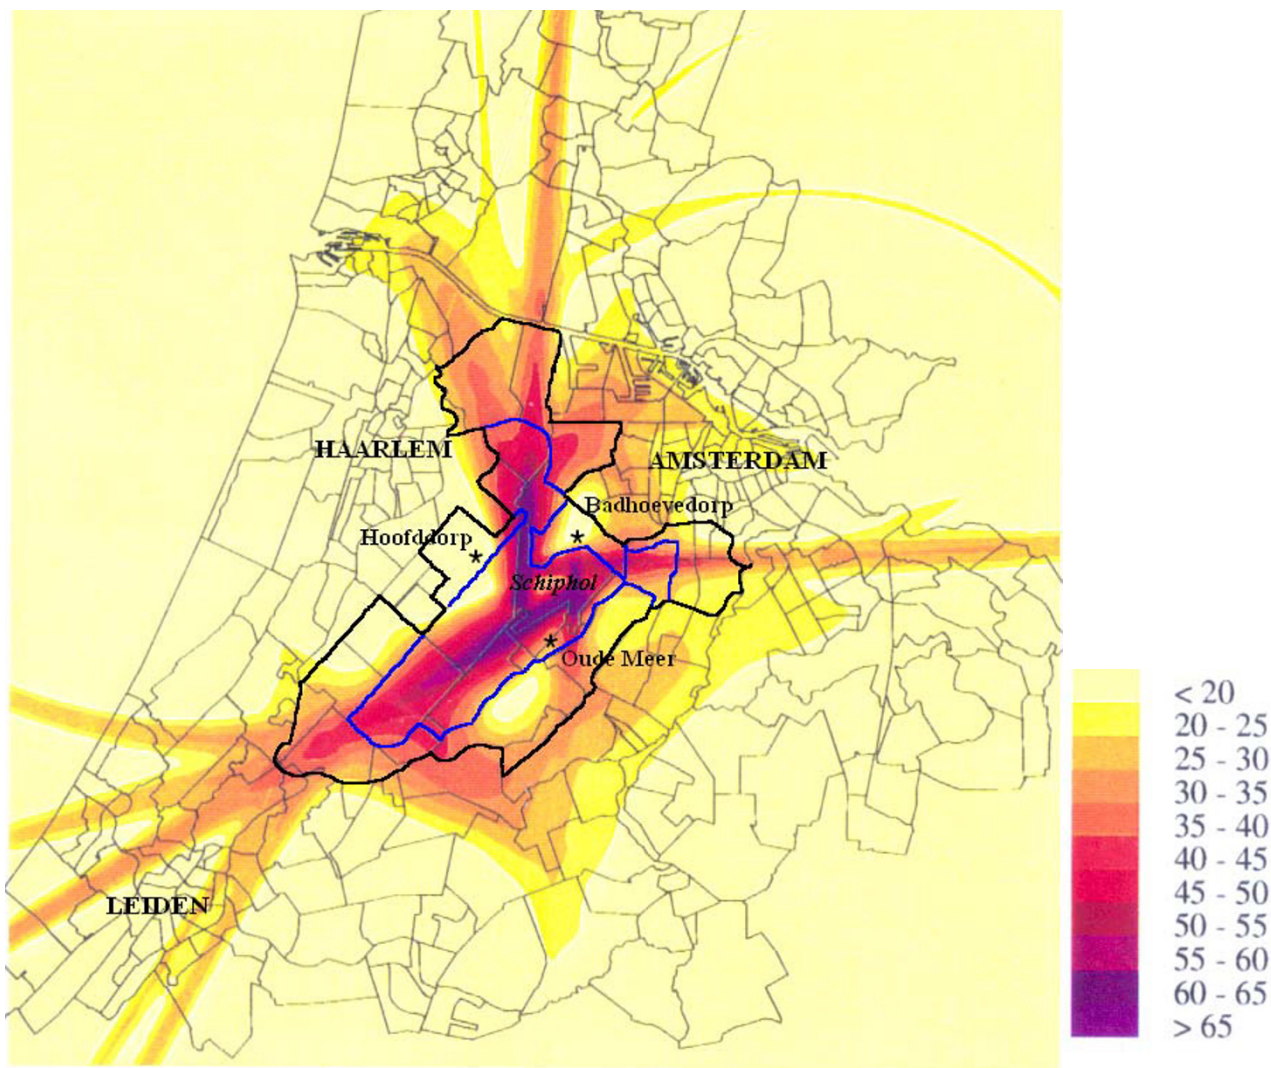 HAARLEM
AMSTERDAM
Badhoevedorp
Hoofddorp
*
*
Schiphol
*
Oude Meer
LEIDEN
< 20
20 - 25
25 - 30
30 - 35
35 - 40
40 - 45
45 - 50
50 - 55
55 - 60
60 - 65
> 65